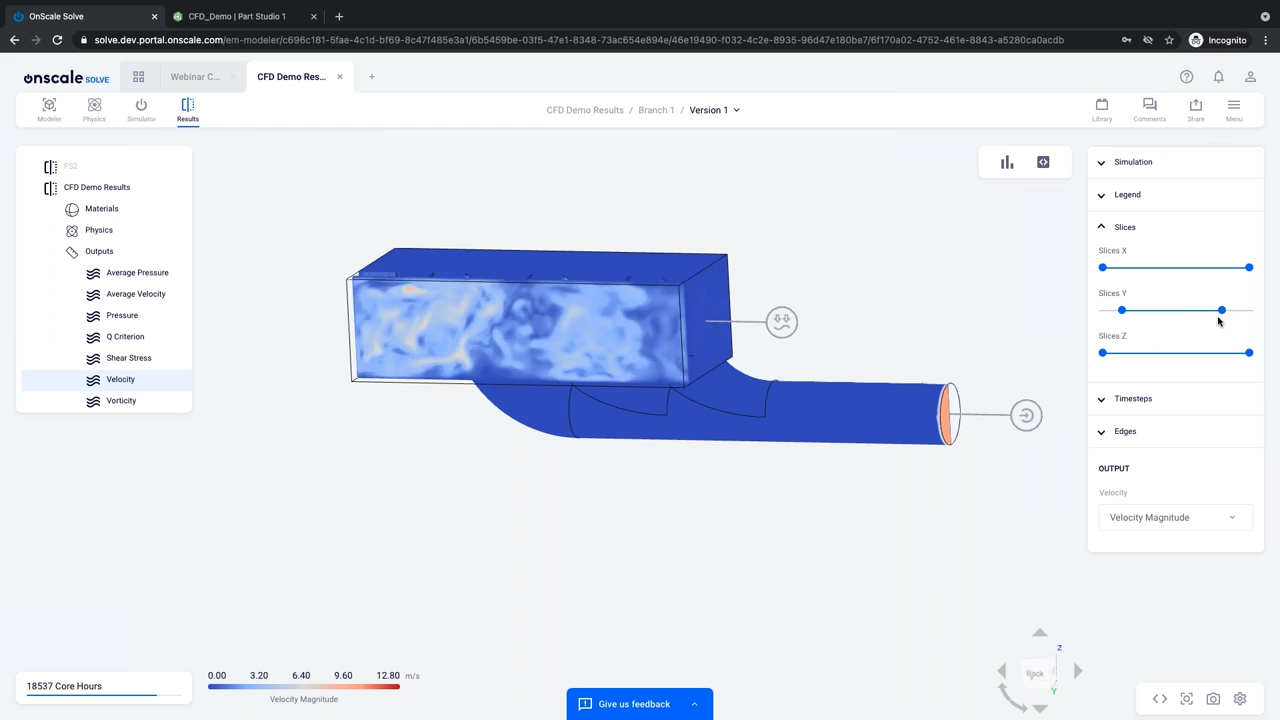 OnScale Solve
CFD_Demo | Part Studio 1
solve.dev.portal.onscale.com/em-modeler/c696c181-5fae-4c1d-bf69-8c47f485e3a1/6b5459be-03f5-47e1-8348-73ac654e894e/46e19490-f032-4c2e-8935-96d47e180be7/6f170a02-4752-461e-8843-a5280ca0acdb
Incognito
onscale SOLVE
Webinar C...
CFD Demo Res...
Modeler
Physics
Simulator
Results
CFD Demo Results / Branch 1 / Version 1
Library
Comments
Share
Menu
FS2
CFD Demo Results
Materials
Physics
Outputs
Average Pressure
Average Velocity
Pressure
Q Criterion
Shear Stress
Velocity
Vorticity
Simulation
Legend
Slices
Slices X
Slices Y
Slices Z
Timesteps
Edges
OUTPUT
Velocity
Velocity Magnitude
Z
Back
Y
18537 Core Hours
0.00 3.20 6.40 9.60 12.80 m/s
Velocity Magnitude
Give us feedback